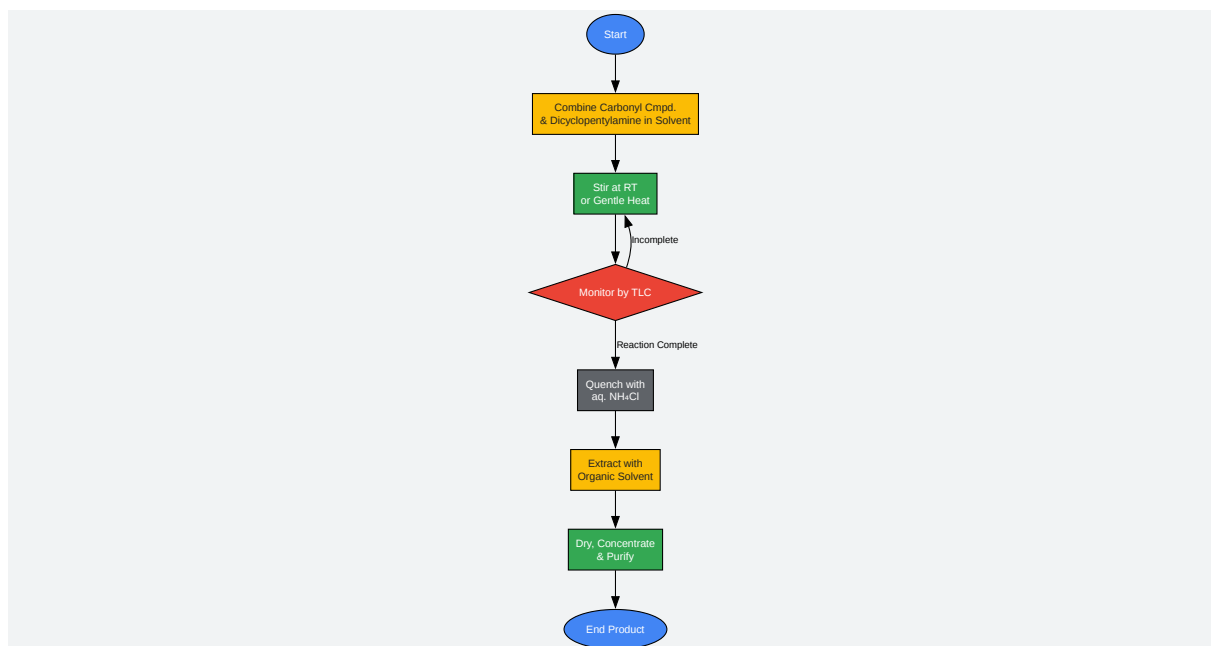 Start
Combine Carbonyl Cmpd.
& Dicyclopentylamine in Solvent
Stir at RT
or Gentle Heat
Incomplete
Monitor by TLC
Reaction Complete
Quench with
aq. NH₄Cl
Extract with
Organic Solvent
Dry, Concentrate
& Purify
End Product